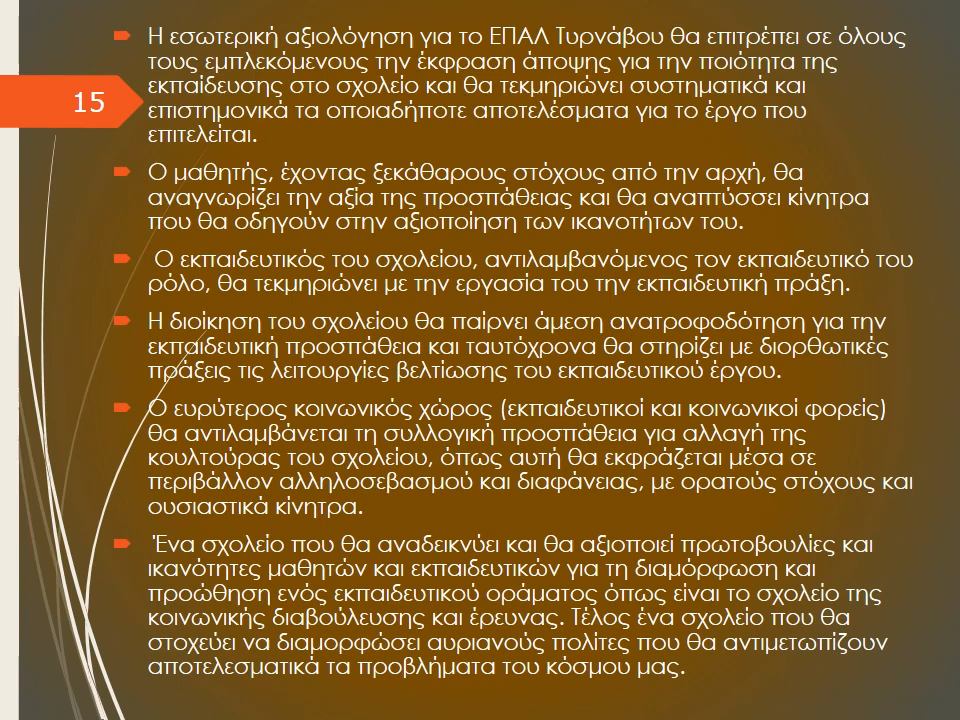 Η εσωτερική αξιολόγηση για το ΕΠΑΛ Τυρνάβου θα επιτρέπει σε όλους
τους εμπλεκόμενους την έκφραση άποψης για την ποιότητα της
εκπαίδευσης στο σχολείο και θα τεκμηριώνει συστηματικά και
15
επιστημονικά τα οποιαδήποτε αποτελέσματα για το έργο που
επιτελείται.
Ο μαθητής, έχοντας ξεκάθαρους στόχους από την αρχή, θα
αναγνωρίζει την αξία της προσπάθειας και θα αναπτύσσει κίνητρα
που θα οδηγούν στην αξιοποίηση των ικανοτήτων του.
Ο εκπαιδευτικός του σχολείου, αντιλαμβανόμενος τον εκπαιδευτικό του
ρόλο, θα τεκμηριώνει με την εργασία του την εκπαιδευτική πράξη.
Η διοίκηση του σχολείου θα παίρνει άμεση ανατροφοδότηση για την
εκπαιδευτική προσπάθεια και ταυτόχρονα θα στηρίζει με διορθωτικές
πράξεις τις λειτουργίες βελτίωσης του εκπαιδευτικού έργου.
Ο ευρύτερος κοινωνικός χώρος (εκπαιδευτικοί και κοινωνικοί φορείς)
θα αντιλαμβάνεται τη συλλογική προσπάθεια για αλλαγή της
κουλτούρας του σχολείου, όπως αυτή θα εκφράζεται μέσα σε
περιβάλλον αλληλοσεβασμού και διαφάνειας, με ορατούς στόχους και
ουσιαστικά κίνητρα.
Ένα σχολείο που θα αναδεικνύει και θα αξιοποιεί πρωτοβουλίες και
ικανότητες μαθητών και εκπαιδευτικών για τη διαμόρφωση και
προώθηση ενός εκπαιδευτικού οράματος όπως είναι το σχολείο της
κοινωνικής διαβούλευσης και έρευνας. Τέλος ένα σχολείο που θα
στοχεύει να διαμορφώσει αυριανούς πολίτες που θα αντιμετωπίζουν
αποτελεσματικά τα προβλήματα του κόσμου μας.